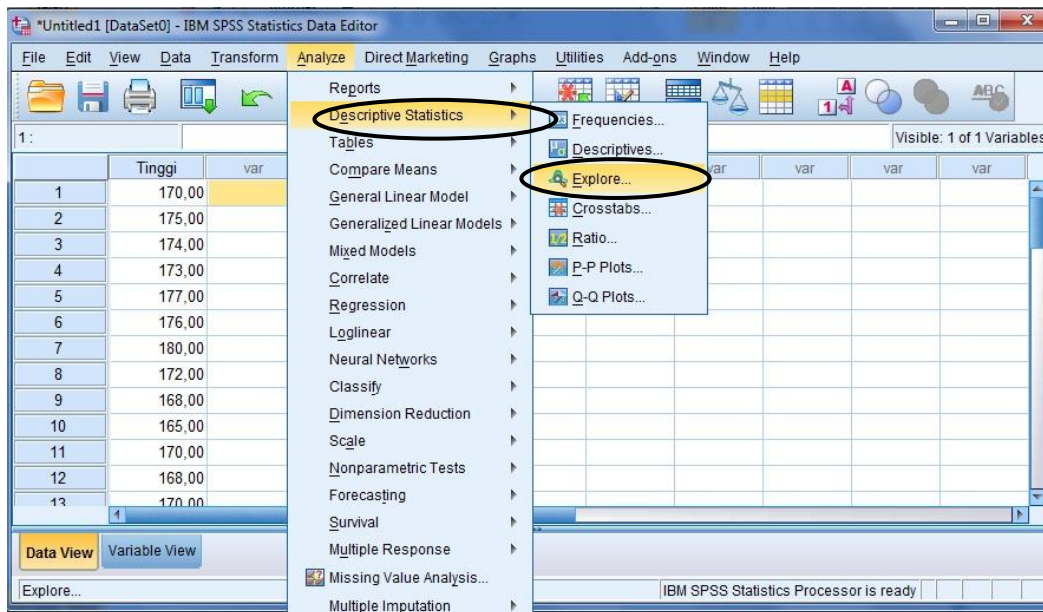 *Untitled1 [DataSet0] - IBM SPSS Statistics Data Editor
File Edit View Data Transform Analyze Direct Marketing Graphs Utilities Add-ons Window Help
1 :
Visible: 1 of 1 Variables
Tinggi var var var var var
1 170,00
2 175,00
3 174,00
4 173,00
5 177,00
6 176,00
7 180,00
8 172,00
9 168,00
10 165,00
11 170,00
12 168,00
13 170,00
Reports
Descriptive Statistics
Tables
Compare Means
General Linear Model
Generalized Linear Models
Mixed Models
Correlate
Regression
Loglinear
Neural Networks
Classify
Dimension Reduction
Scale
Nonparametric Tests
Forecasting
Survival
Multiple Response
Missing Value Analysis...
Multiple Imputation
Frequencies...
Descriptives...
Explore...
Crosstabs...
1/2 Ratio...
P-P Plots...
Q-Q Plots...
Data View Variable View
Explore...
IBM SPSS Statistics Processor is ready